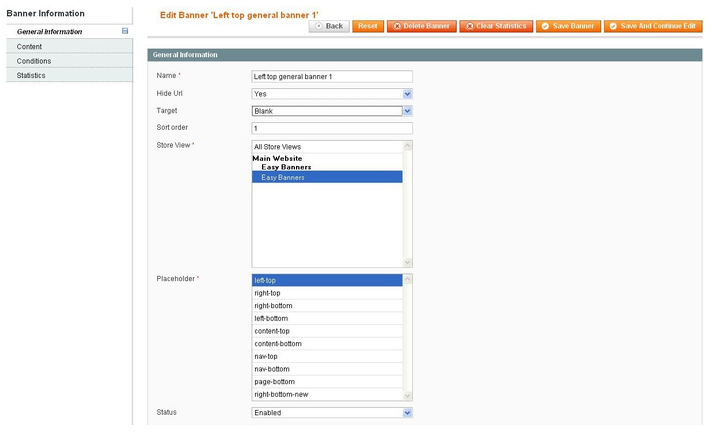 Banner Information
General Information
Content
Conditions
Statistics
Edit Banner 'Left top general banner 1'
Back Reset Delete Banner Clear Statistics Save Banner Save And Continue Edit
General Information
Name *
Left top general banner 1
Hide Url
Yes
Target
Blank
Sort order
1
Store View *
All Store Views
Main Website
Easy Banners
Easy Banners
Placeholder *
left-top
right-top
right-bottom
left-bottom
content-top
content-bottom
nav-top
nav-bottom
page-bottom
right-bottom-new
Status
Enabled